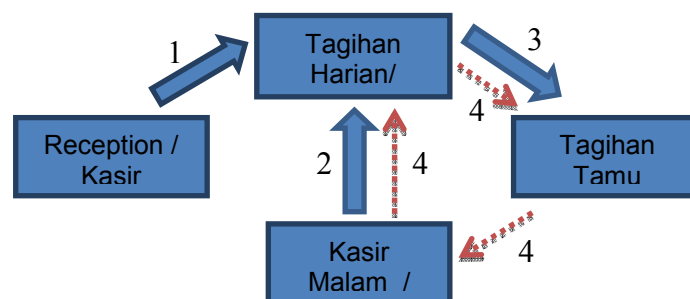 1
Tagihan
Harian/
3
4
Reception /
Kasir
2
4
Tagihan
Tamu
4
Kasir
Malam /